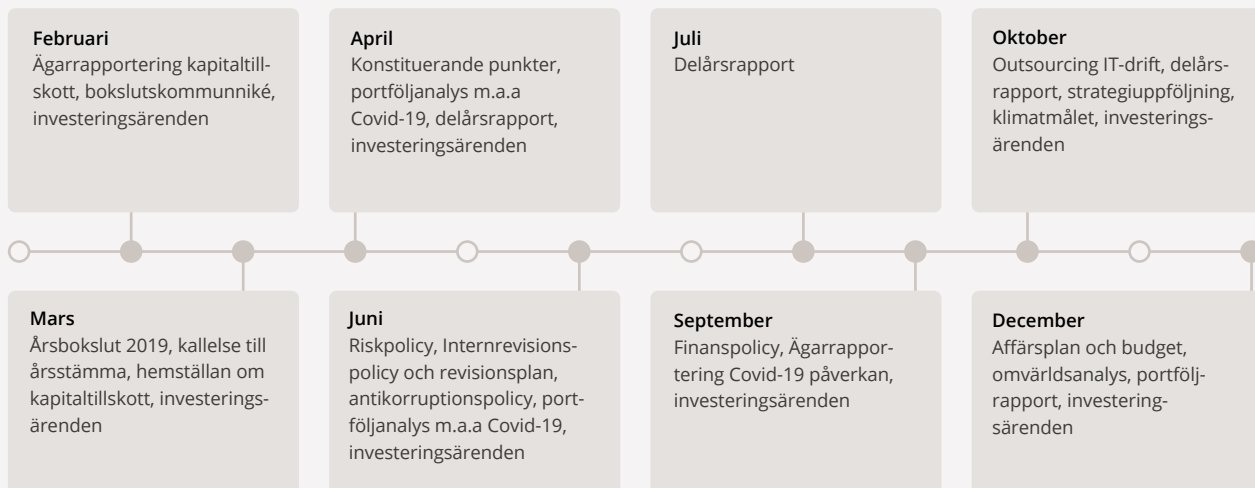 Februari
Ägarrapportering kapitaltill-
skott, bokslutskommunniké,
investeringsärenden
April
Konstituerande punkter,
portföljanalys m.a.a
Covid-19, delårsrapport,
investeringsärenden
Juli
Delårsrapport
Oktober
Outsourcing IT-drift, delårs-
rapport, strategiuppföljning,
klimatmålet, investerings-
ärenden
Mars
Årsbokslut 2019, kallelse till
årsstämma, hemställan om
kapitaltillskott, investerings-
ärenden
Juni
Riskpolicy, Internrevisions-
policy och revisionsplan,
antikorruptionspolicy, port-
följanalys m.a.a Covid-19,
investeringsärenden
September
Finanspolicy, Ägarrappor-
tering Covid-19 påverkan,
investeringsärenden
December
Affärsplan och budget,
omvärldsanalys, portfölj-
rapport, investering-
särenden